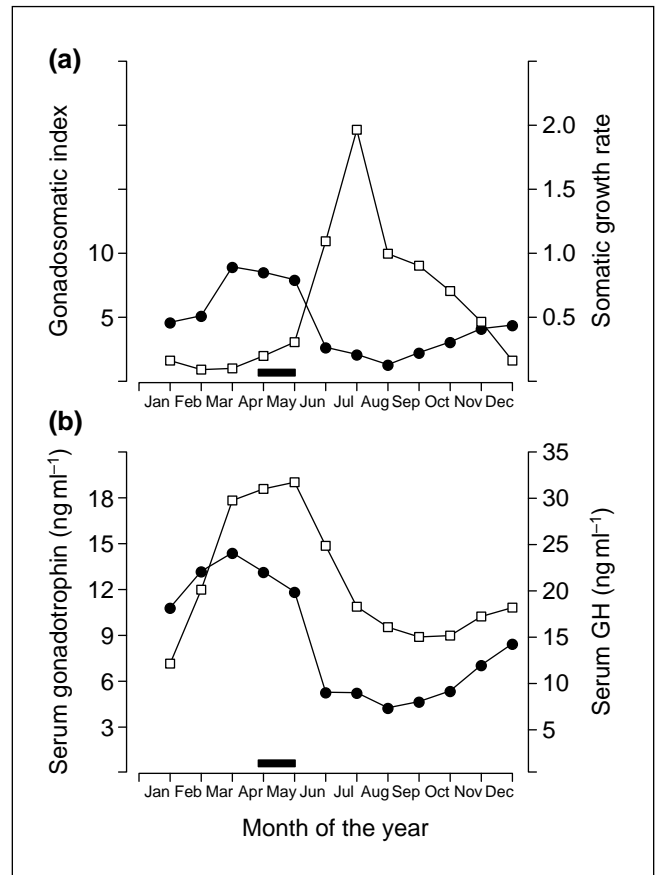 (a)
Gonadosomatic index
10
5
2.0
1.5
1.0
0.5
Somatic growth rate
Jan Feb Mar Apr May Jun Jul Aug Sep Oct Nov Dec
(b)
Serum gonadotrophin (ng ml⁻¹)
18
15
12
9
6
3
35
30
25
20
15
10
5
Serum GH (ng ml⁻¹)
Jan Feb Mar Apr May Jun Jul Aug Sep Oct Nov Dec
Month of the year